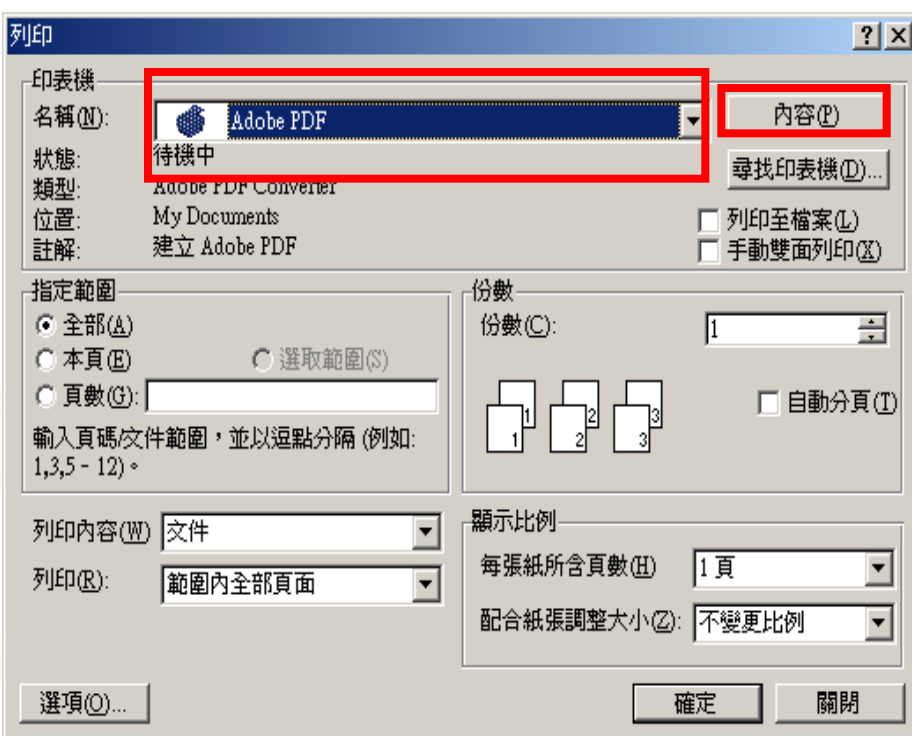 列印
印表機
名稱(N): Adobe PDF 內容(P)
狀態: 待機中
尋找印表機(D)...
類型: Adobe PDF Converter
位置: My Documents
列印至檔案(L)
註解: 建立 Adobe PDF
手動雙面列印(X)
指定範圍
全部(A)
本頁(E) 選取範圍(S)
頁數(G):
輸入頁碼/文件範圍，並以逗點分隔 (例如:
1,3,5 - 12)。
份數
份數(C): 1
1 1 2 2 3 3
自動分頁(T)
列印內容(W) 文件
列印(R): 範圍內全部頁面
顯示比例
每張紙所含頁數(H) 1 頁
配合紙張調整大小(Z): 不變更比例
選項(O)... 確定 關閉